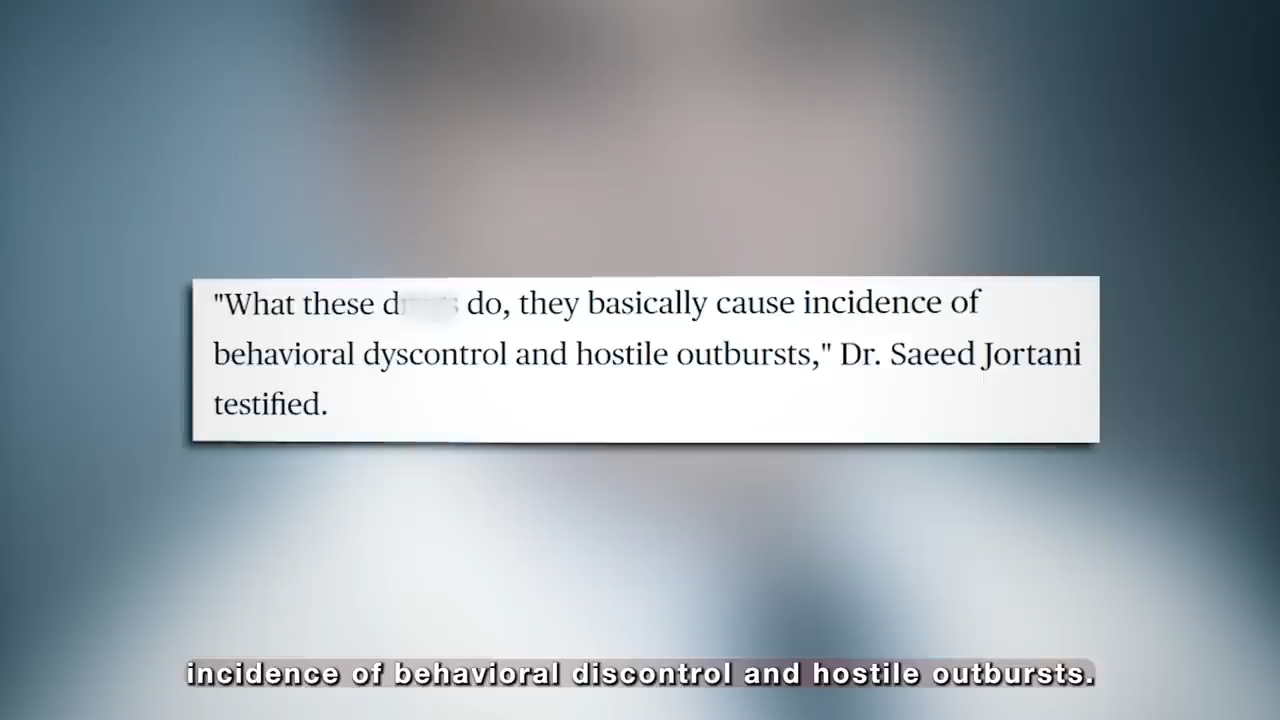 "What these do, they basically cause incidence of
behavioral dyscontrol and hostile outbursts," Dr. Saeed Jortani
testified.
incidence of behavioral discontrol and hostile outbursts.